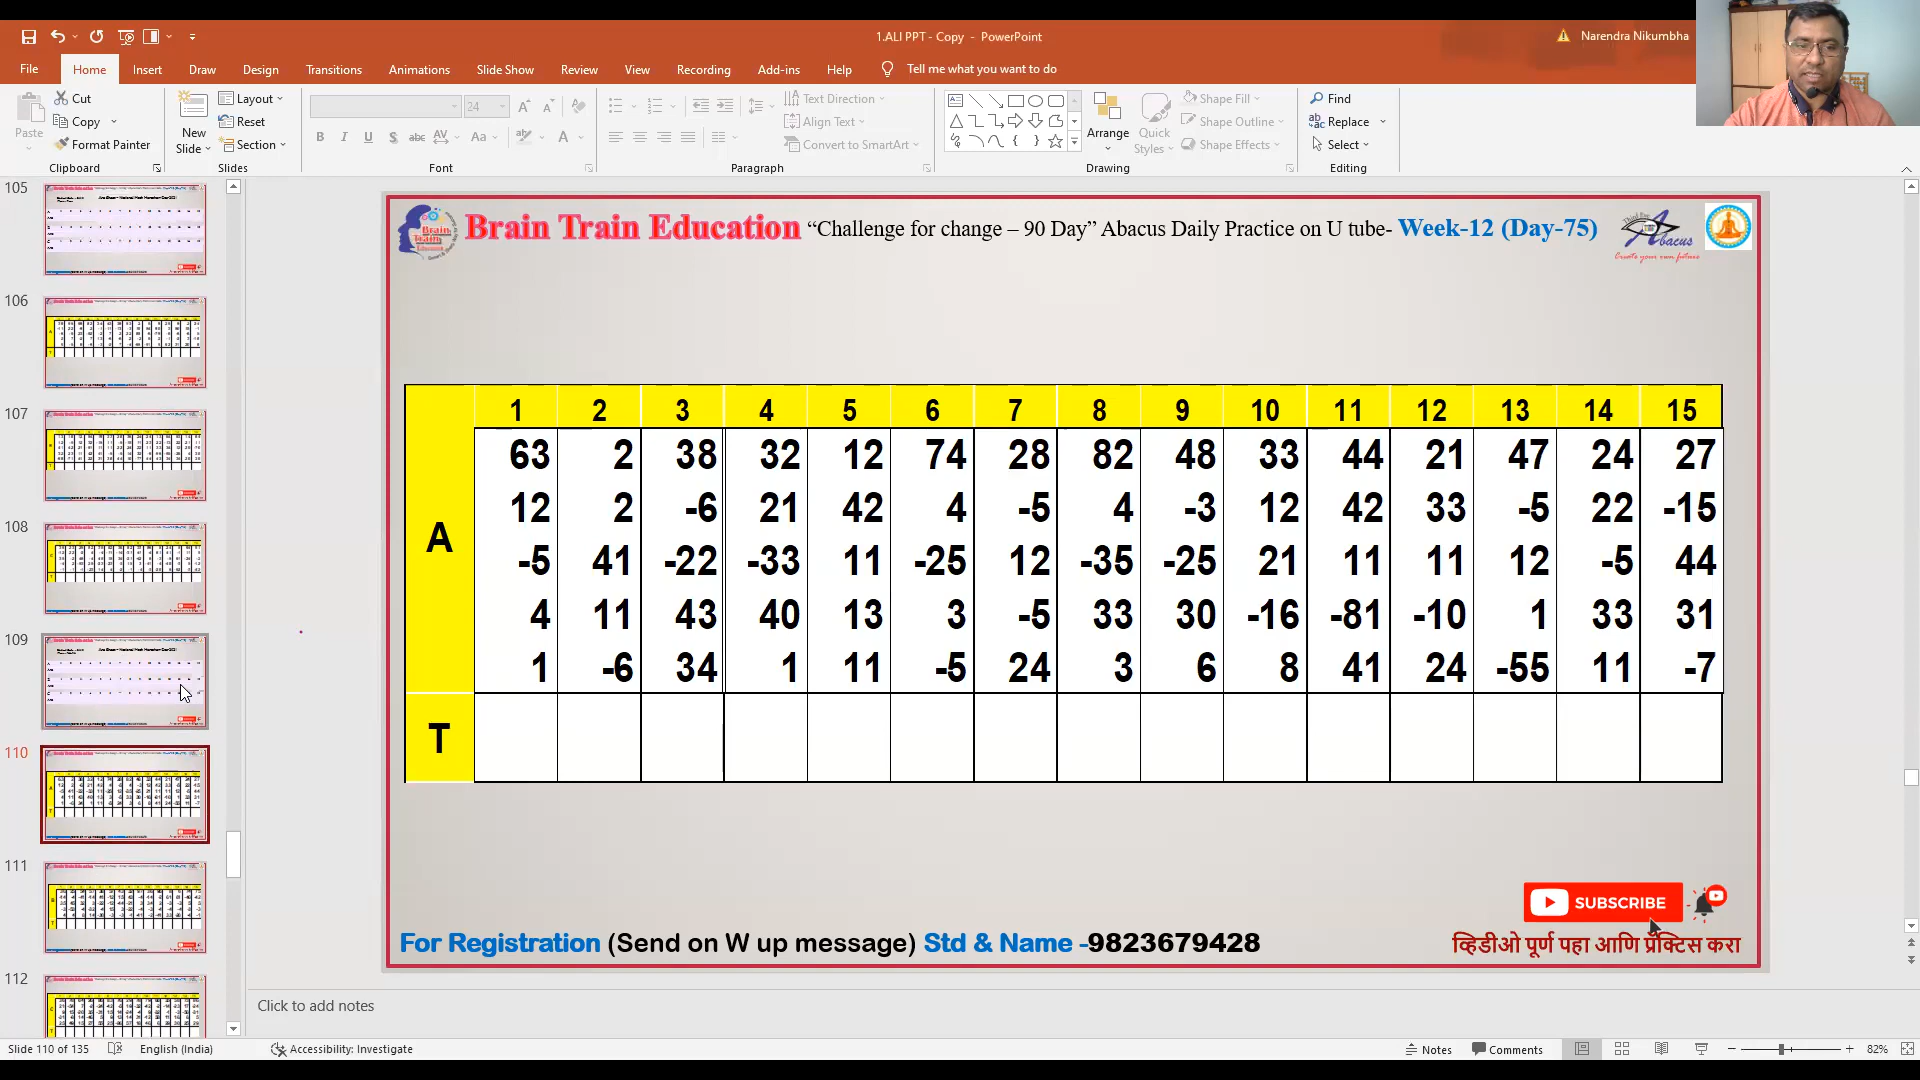 1.ALI PPT - Copy - PowerPoint
Narendra Nikumbha
File Home Insert Draw Design Transitions Animations Slide Show Review View Recording Add-ins Help Tell me what you want to do
Paste Cut Copy Format Painter
Clipboard
New Slide Layout Reset Section
Slides
24
Font
Text Direction
Align Text
Convert to SmartArt
Paragraph
Arrange Quick Styles
Shape Fill
Shape Outline
Shape Effects
Drawing
Find
Replace
Select
Editing
105
106
107
108
109
110
111
112
Brain Train Education “Challenge for change – 90 Day” Abacus Daily Practice on U tube- Week-12 (Day-75)
Abacus
Create your own future
1 2 3 4 5 6 7 8 9 10 11 12 13 14 15
A
63 2 38 32 12 74 28 82 48 33 44 21 47 24 27
12 2 -6 21 42 4 -5 4 -3 12 42 33 -5 22 -15
-5 41 -22 -33 11 -25 12 -35 -25 21 11 11 12 -5 44
4 11 43 40 13 3 -5 33 30 -16 -81 -10 1 33 31
1 -6 34 1 11 -5 24 3 6 8 41 24 -55 11 -7
T
SUBSCRIBE
For Registration (Send on W up message) Std & Name -9823679428
व्हिडीओ पूर्ण पहा आणि प्रॅक्टिस करा
Click to add notes
Slide 110 of 135 English (India) Accessibility: Investigate Notes Comments 82%